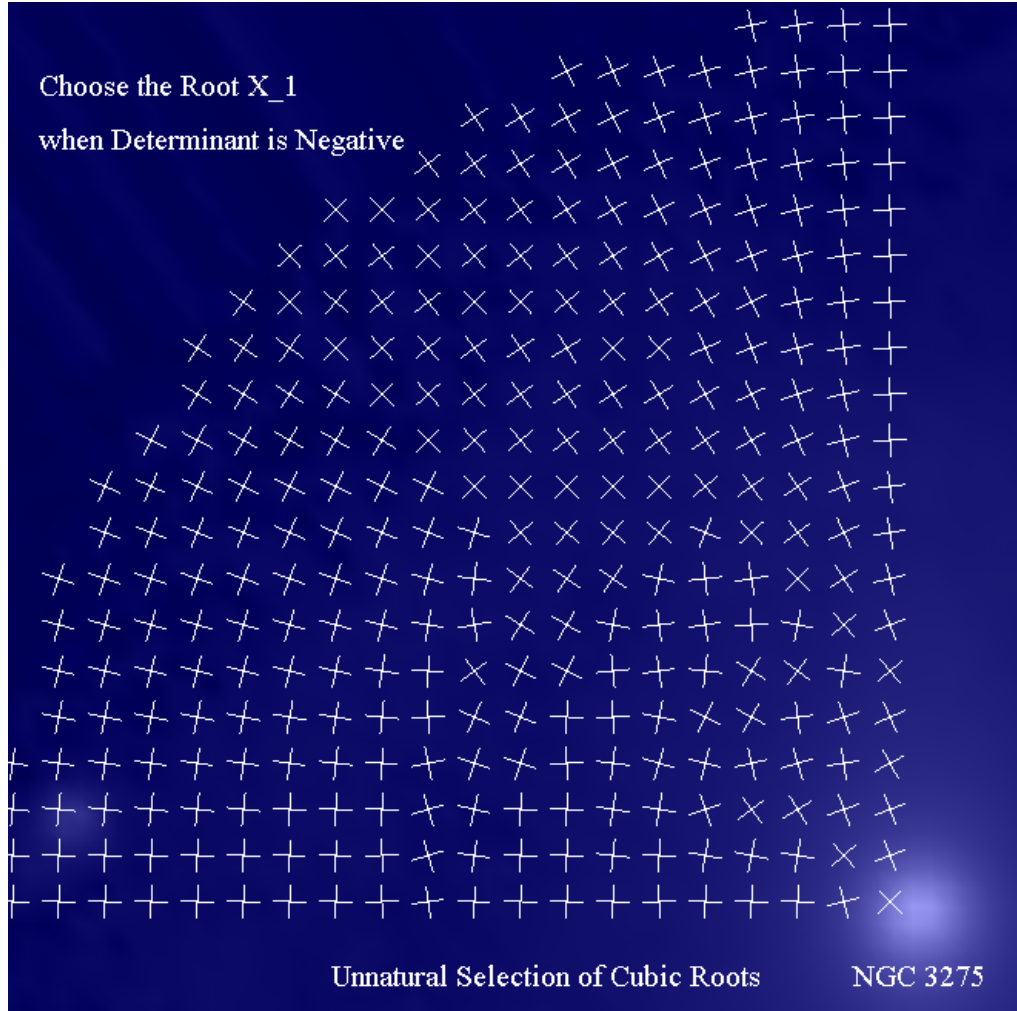 Choose the Root X_1
when Determinant is Negative
Unnatural Selection of Cubic Roots
NGC 3275